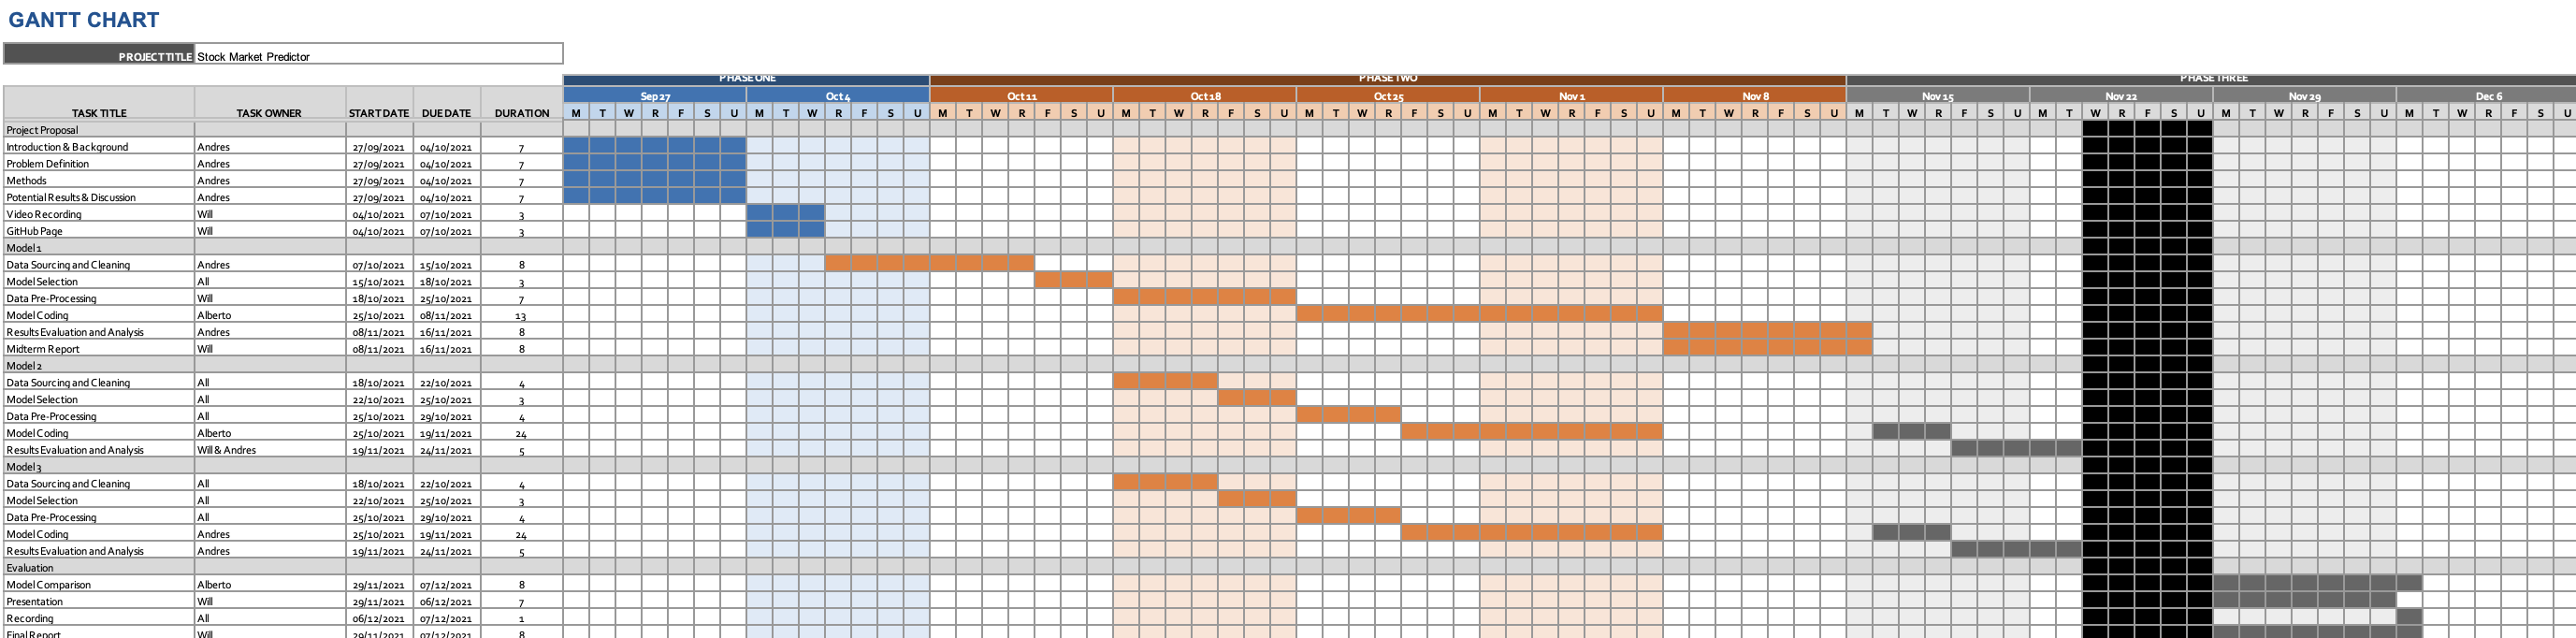 GANTT CHART
PROJECT TITLE Stock Market Predictor
PHASE ONE PHASE TWO PHASE THREE
Sep 27 Oct 4 Oct 11 Oct 18 Oct 25 Nov 1 Nov 8 Nov 15 Nov 22 Nov 29 Dec 6
TASK TITLE TASK OWNER START DATE DUE DATE DURATION M T W R F S U M T W R F S U M T W R F S U M T W R F S U M T W R F S U M T W R F S U M T W R F S U M T W R F S U M T W R F S U M T W R F S U M T W R F S U
Project Proposal
Introduction & Background Andres 27/09/2021 04/10/2021 7
Problem Definition Andres 27/09/2021 04/10/2021 7
Methods Andres 27/09/2021 04/10/2021 7
Potential Results & Discussion Andres 27/09/2021 04/10/2021 7
Video Recording Will 04/10/2021 07/10/2021 3
GitHub Page Will 04/10/2021 07/10/2021 3
Model 1
Data Sourcing and Cleaning Andres 07/10/2021 15/10/2021 8
Model Selection All 15/10/2021 18/10/2021 3
Data Pre-Processing Will 18/10/2021 25/10/2021 7
Model Coding Alberto 25/10/2021 08/11/2021 13
Results Evaluation and Analysis Andres 08/11/2021 16/11/2021 8
Midterm Report Will 08/11/2021 16/11/2021 8
Model 2
Data Sourcing and Cleaning All 18/10/2021 22/10/2021 4
Model Selection All 22/10/2021 25/10/2021 3
Data Pre-Processing All 25/10/2021 29/10/2021 4
Model Coding Alberto 25/10/2021 19/11/2021 24
Results Evaluation and Analysis Will & Andres 19/11/2021 24/11/2021 5
Model 3
Data Sourcing and Cleaning All 18/10/2021 22/10/2021 4
Model Selection All 22/10/2021 25/10/2021 3
Data Pre-Processing All 25/10/2021 29/10/2021 4
Model Coding Andres 25/10/2021 19/11/2021 24
Results Evaluation and Analysis Andres 19/11/2021 24/11/2021 5
Evaluation
Model Comparison Alberto 29/11/2021 07/12/2021 8
Presentation Will 29/11/2021 06/12/2021 7
Recording All 06/12/2021 07/12/2021 1
Final Report Will 29/11/2021 07/12/2021 8